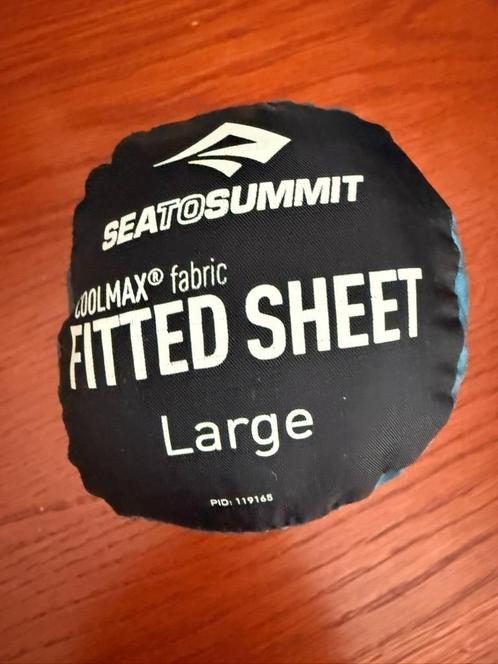 SEATOSUMMIT
COOLMAX® fabric
FITTED SHEET
Large
PID: 119165